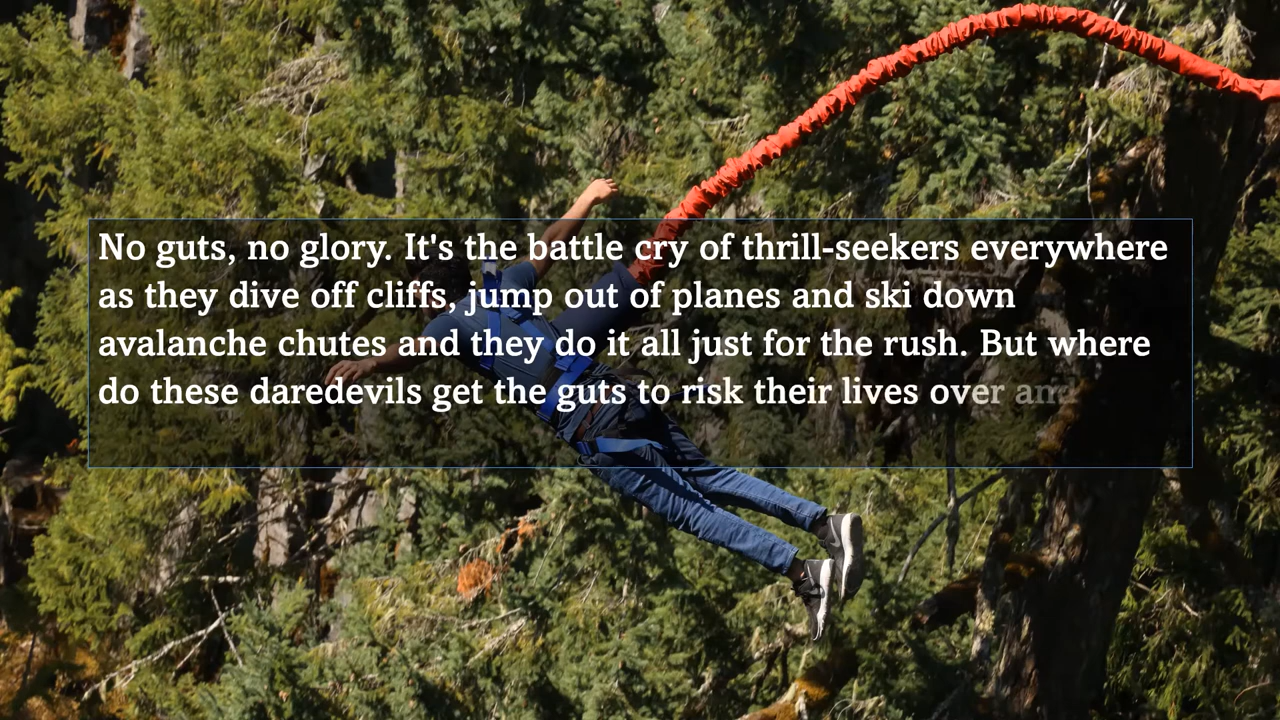 No guts, no glory. It's the battle cry of thrill-seekers everywhere
as they dive off cliffs, jump out of planes and ski down
avalanche chutes and they do it all just for the rush. But where
do these daredevils get the guts to risk their lives over and